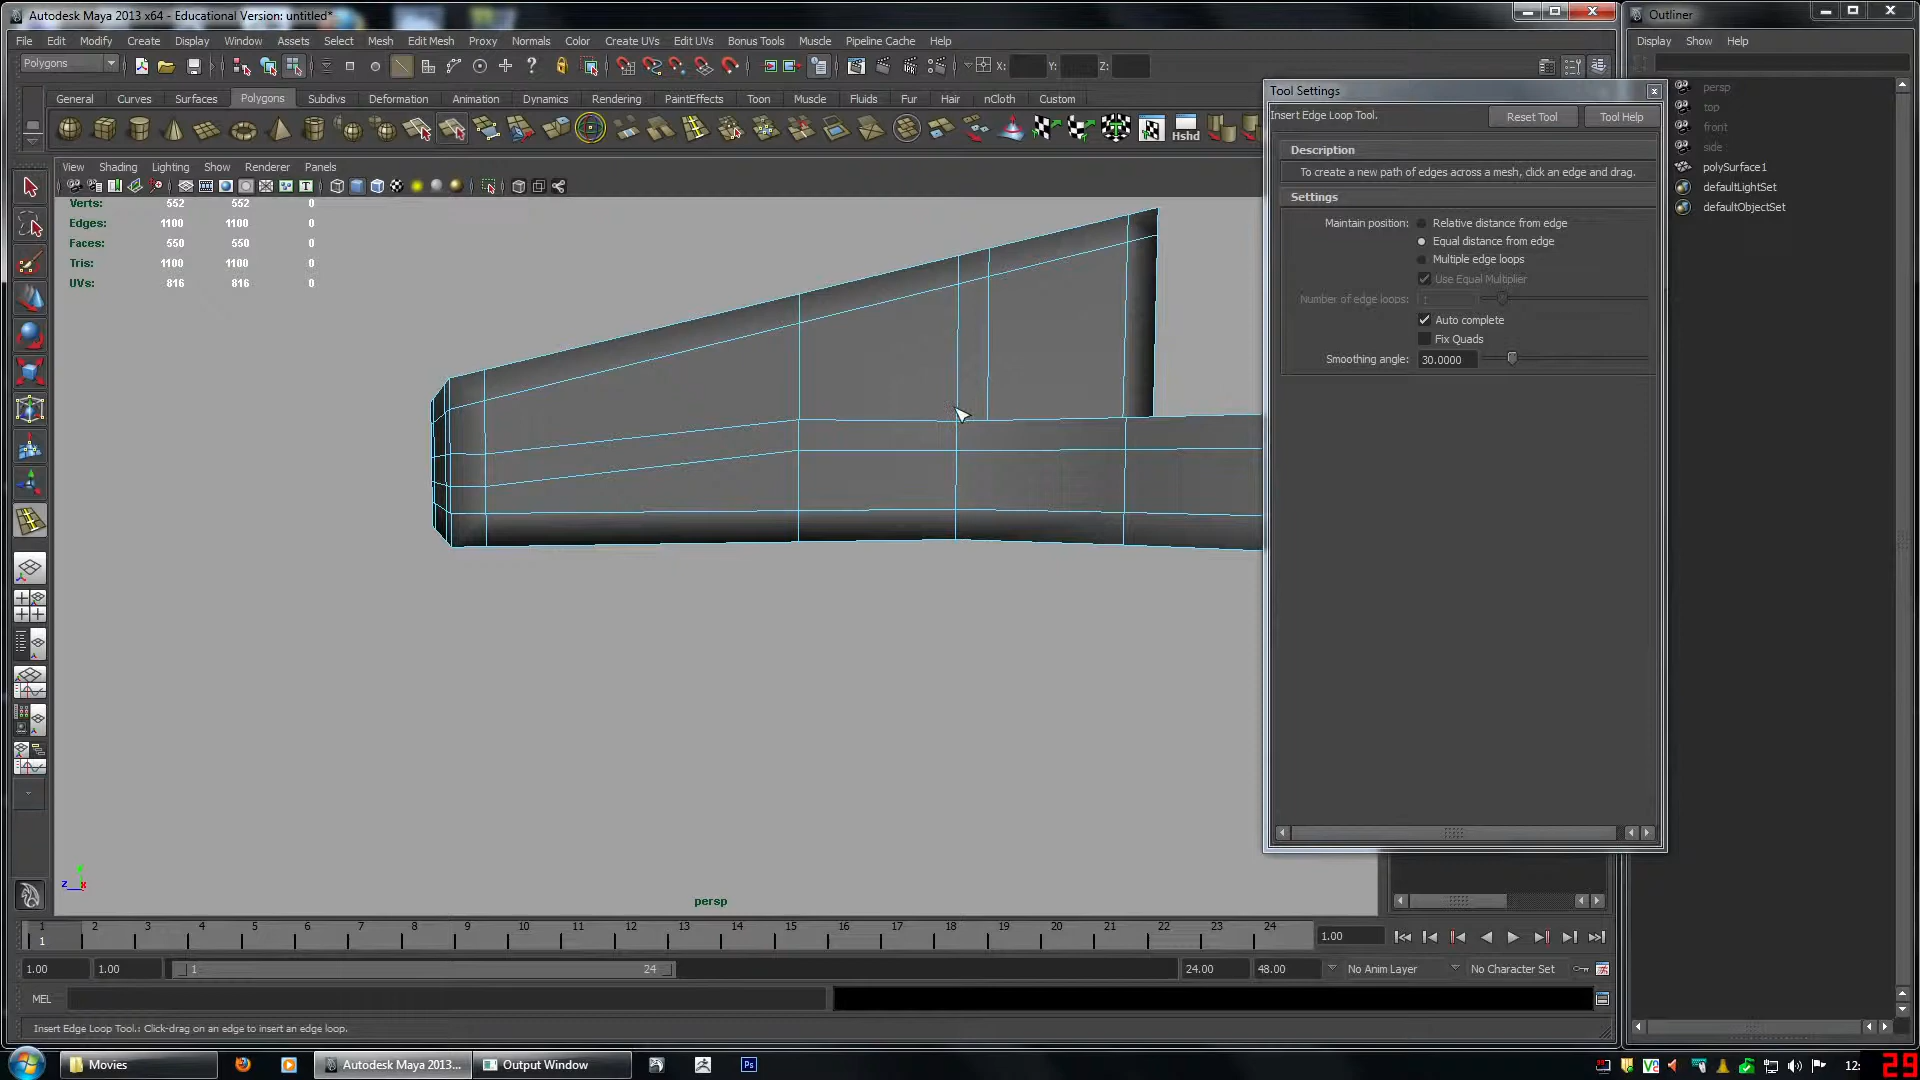 Autodesk Maya 2013 x64 - Educational Version: untitled*
Outliner
File Edit Modify Create Display Window Assets Select Mesh Edit Mesh Proxy Normals Color Create UVs Edit UVs Bonus Tools Muscle Pipeline Cache Help
Display Show Help
Polygons
X: Y: Z:
General Curves Surfaces Polygons Subdivs Deformation Animation Dynamics Rendering PaintEffects Toon Muscle Fluids Fur Hair nCloth Custom
Hshd
View Shading Lighting Show Renderer Panels
Verts: 552 552 0
Edges: 1100 1100 0
Faces: 550 550 0
Tris: 1100 1100 0
UVs: 816 816 0
Tool Settings
Insert Edge Loop Tool.
Reset Tool
Tool Help
Description
To create a new path of edges across a mesh, click an edge and drag.
Settings
Maintain position: Relative distance from edge
Equal distance from edge
Multiple edge loops
Use Equal Multiplier
Number of edge loops: 1
Auto complete
Fix Quads
Smoothing angle: 30.0000
persp
top
front
side
polySurface1
defaultLightSet
defaultObjectSet
y
z x
persp
1 2 3 4 5 6 7 8 9 10 11 12 13 14 15 16 17 18 19 20 21 22 23 24
1
1.00
1.00 1.00 1 24 24.00 48.00 No Anim Layer No Character Set
MEL
Insert Edge Loop Tool.: Click-drag on an edge to insert an edge loop.
Movies
Autodesk Maya 2013...
Output Window
Ps
12:
29